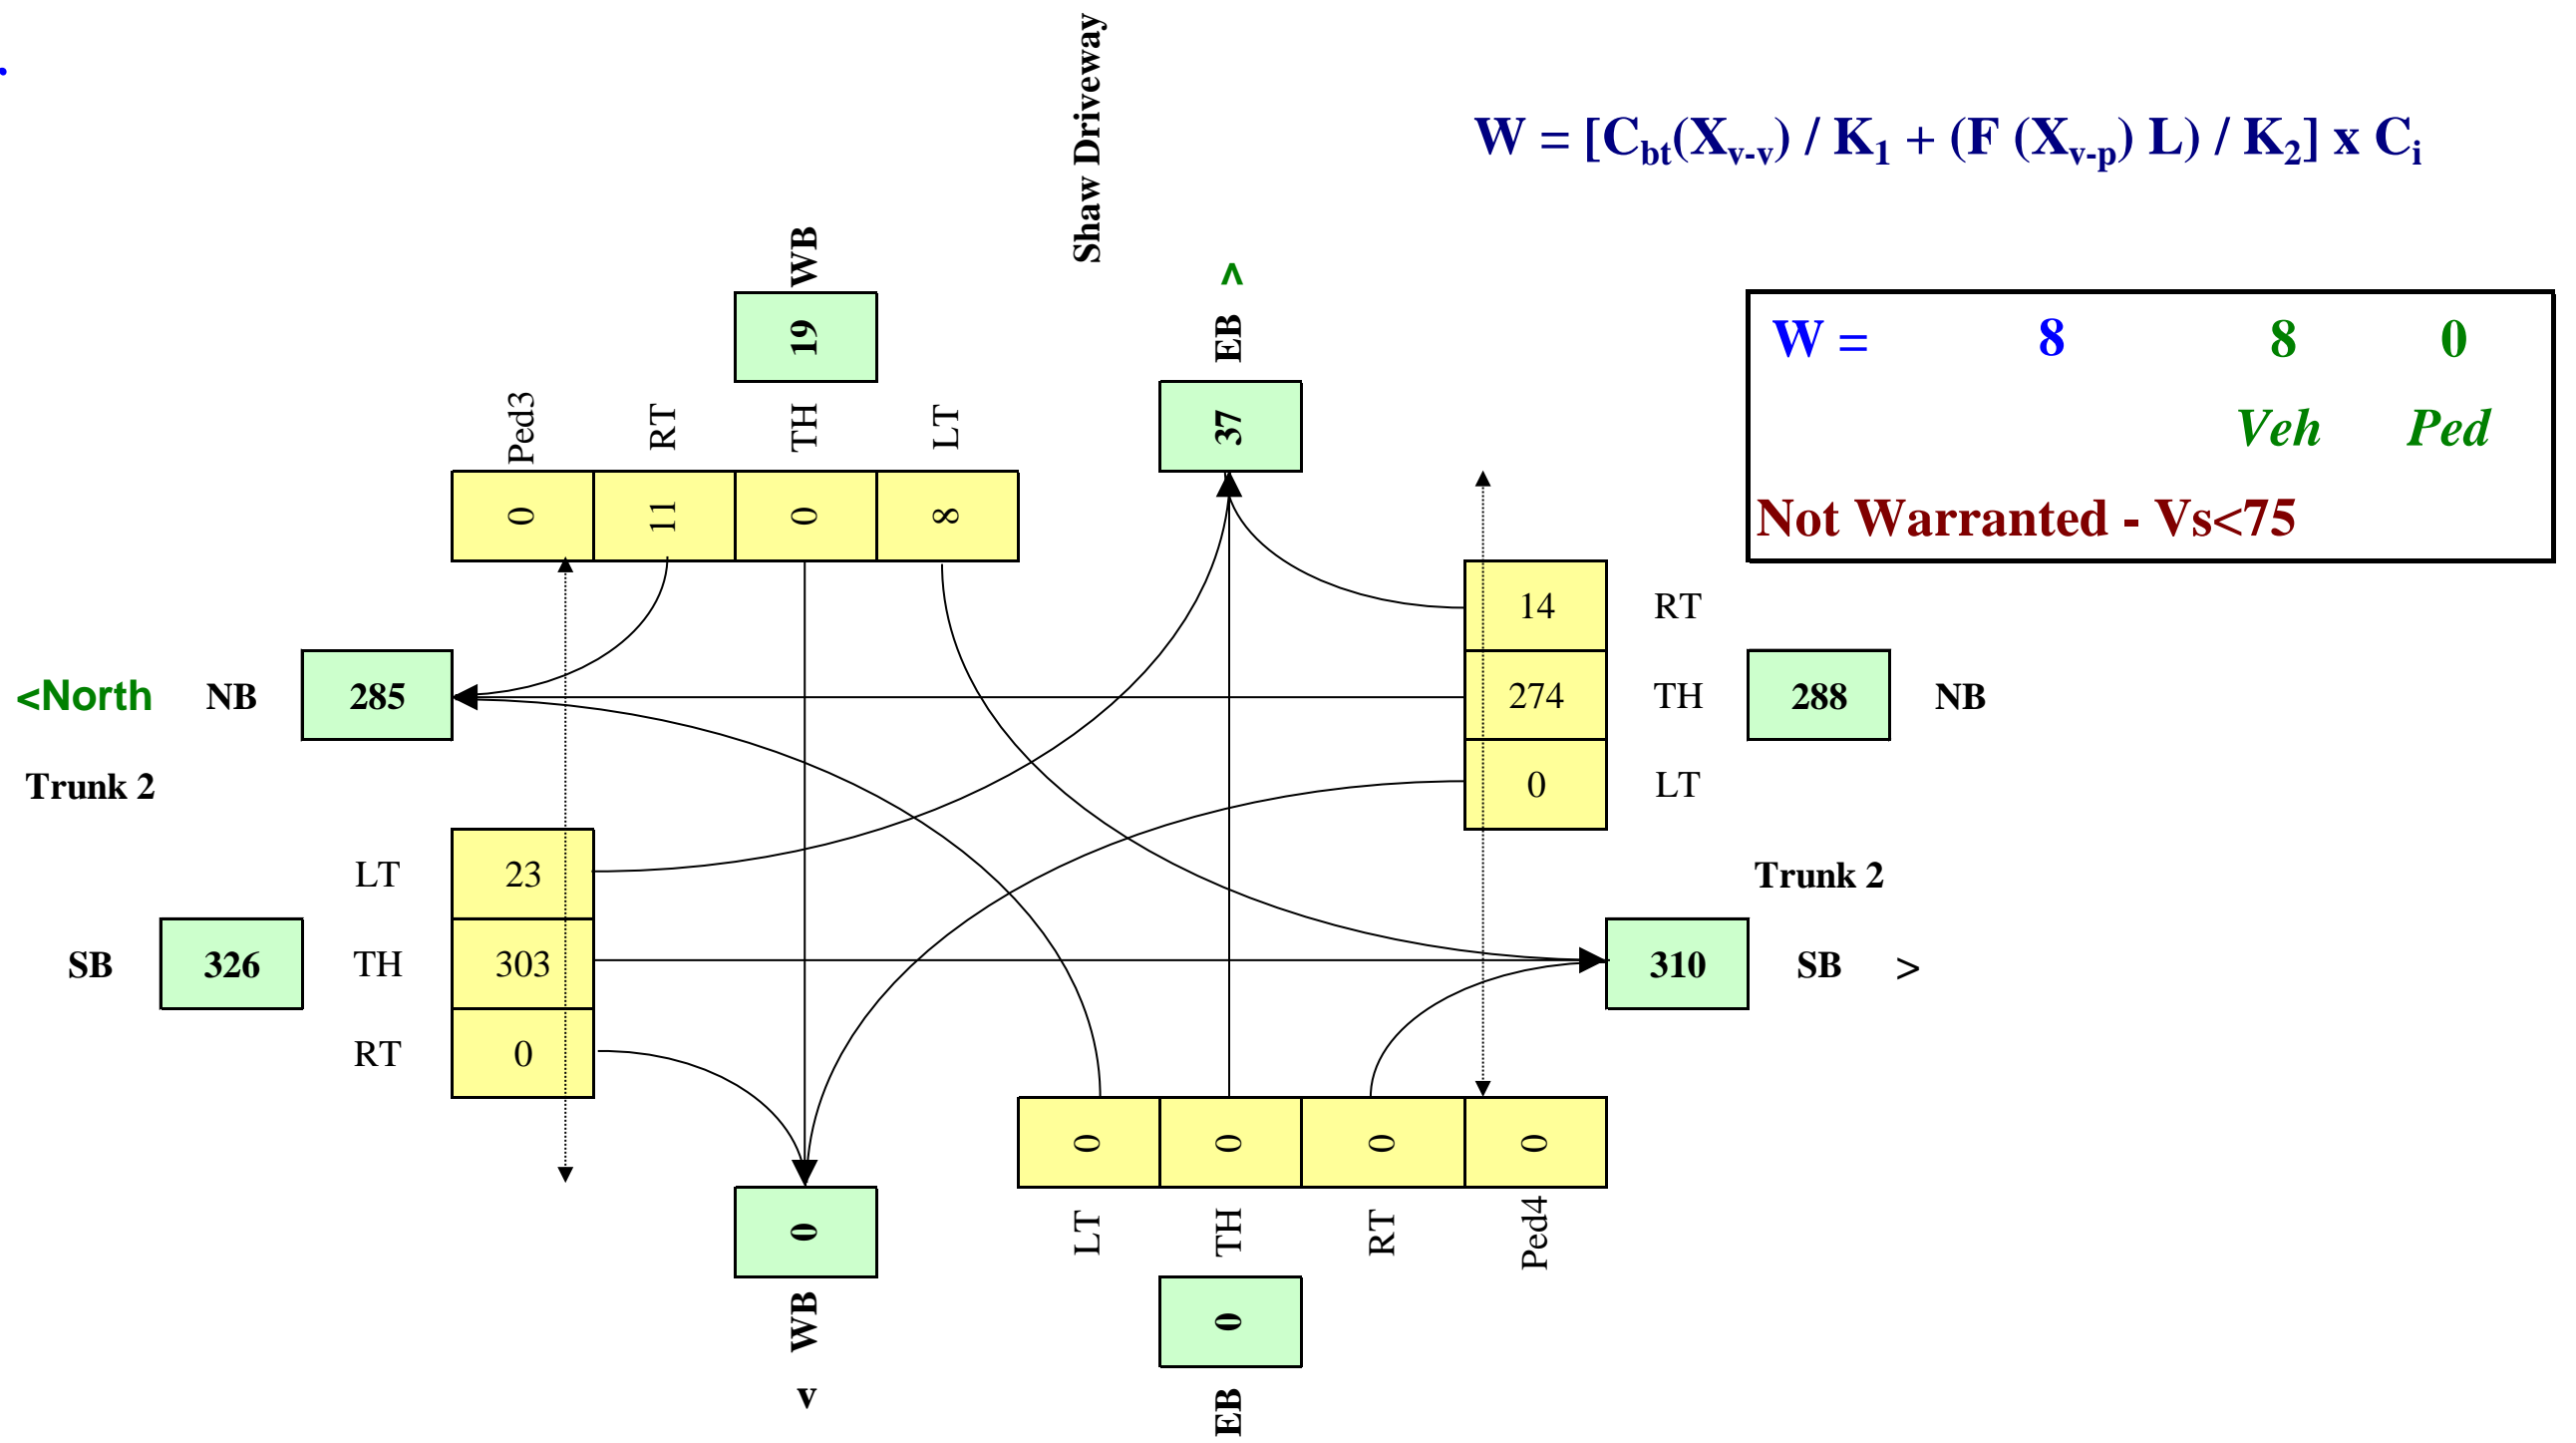 Shaw Driveway
W = [Cbt(Xv-v) / K1 + (F (Xv-p) L) / K2] x Ci
WB
19
EB ^
37
Ped3 RT TH LT
0 11 0 8
W = 8 8 0
Veh Ped
Not Warranted - Vs<75
14 RT
<North NB 285
274 TH 288 NB
Trunk 2
0 LT
LT 23
Trunk 2
SB 326 TH 303
310 SB >
RT 0
0 0 0 0
LT TH RT Ped4
0
WB
v
0
EB